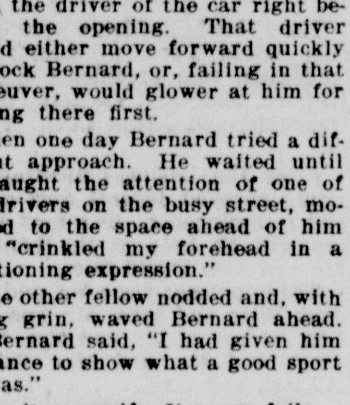 the driver of the car right be-
the opening. That driver
d either move forward quickly
ock Bernard, or, failing in that
euver, would glower at him for
ng there first.
en one day Bernard tried a dif-
t approach. He waited until
aught the attention of one of
drivers on the busy street, mo-
d to the space ahead of him
"crinkled my forehead in a
tioning expression."
e other fellow nodded and, with
g grin, waved Bernard ahead.
Bernard said, "I had given him
ance to show what a good sport
as."